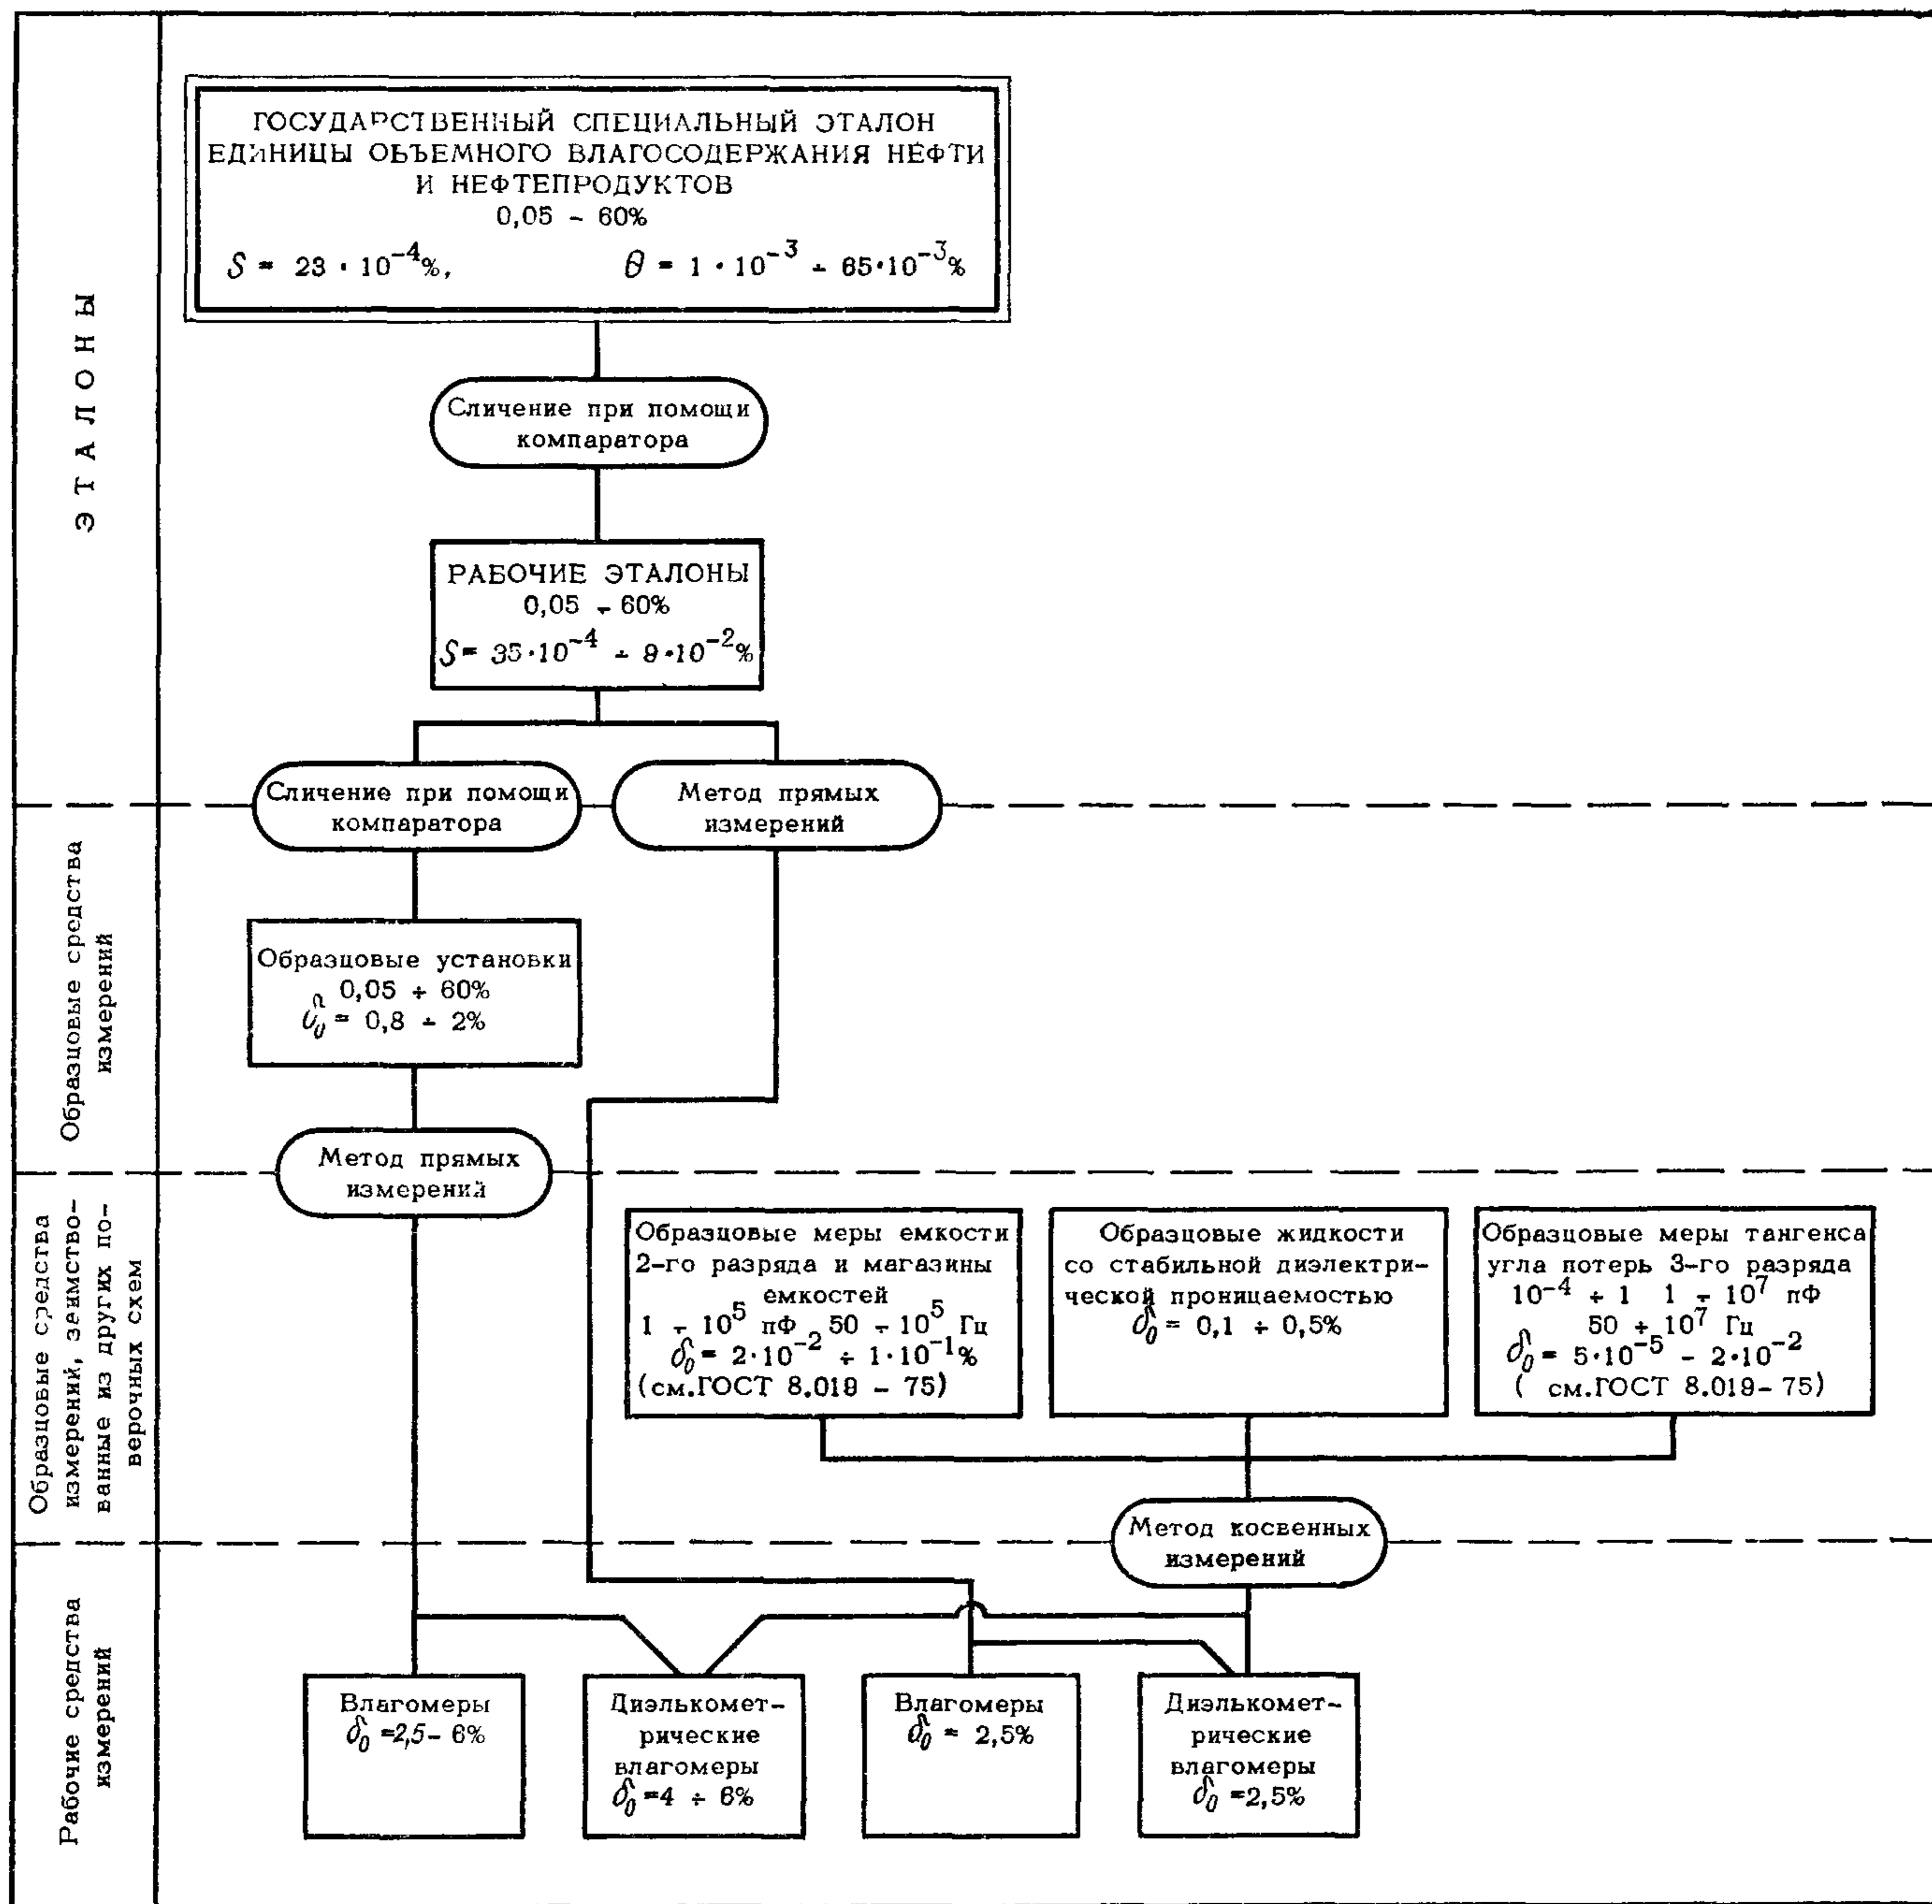 ЭТАЛОНЫ
ГОСУДАРСТВЕННЫЙ СПЕЦИАЛЬНЫЙ ЭТАЛОН
ЕДИНИЦЫ ОБЪЕМНОГО ВЛАГОСОДЕРЖАНИЯ НЕФТИ
И НЕФТЕПРОДУКТОВ
0,05 ÷ 60%
S = 23 · 10⁻⁴%, θ = 1 · 10⁻³ ÷ 65·10⁻³%
Сличение при помощи
компаратора
РАБОЧИЕ ЭТАЛОНЫ
0,05 ÷ 60%
S = 35·10⁻⁴ ÷ 9·10⁻²%
Сличение при помощи
компаратора
Метод прямых
измерений
Образцовые средства
измерений
Образцовые установки
0,05 ÷ 60%
δ₀ = 0,8 ÷ 2%
Метод прямых
измерений
Образцовые средства
измерений, заимство-
ванные из других по-
верочных схем
Образцовые меры емкости
2-го разряда и магазины
емкостей
1 ÷ 10⁵ пФ 50 ÷ 10⁵ Гц
δ₀ = 2·10⁻² ÷ 1·10⁻¹%
(см.ГОСТ 8.019 - 75)
Образцовые жидкости
со стабильной диэлектри-
ческой проницаемостью
δ₀ = 0,1 ÷ 0,5%
Образцовые меры тангенса
угла потерь 3-го разряда
10⁻⁴ ÷ 1 1 ÷ 10⁷ пФ
50 ÷ 10⁷ Гц
δ₀ = 5·10⁻⁵ - 2·10⁻²
( см.ГОСТ 8.019- 75)
Метод косвенных
измерений
Рабочие средства
измерений
Влагомеры
δ₀ =2,5- 6%
Диэлькомет-
рические
влагомеры
δ₀ =4 ÷ 6%
Влагомеры
δ₀ = 2,5%
Диэлькомет-
рические
влагомеры
δ₀ =2,5%